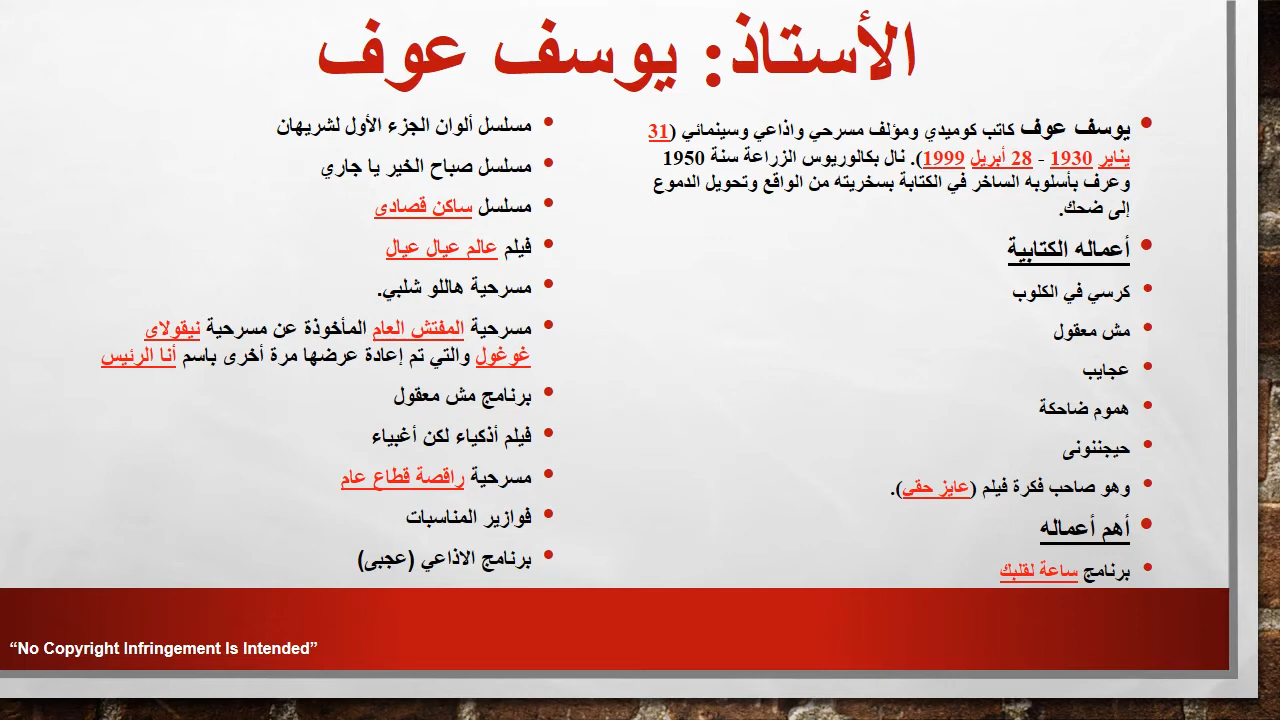 الأستاذ: يوسف عوف
يوسف عوف كاتب كوميدي ومؤلف مسرحي واذاعي وسينمائي (31
يناير 1930 - 28 أبريل 1999). نال بكالوريوس الزراعة سنة 1950
وعرف بأسلوبه الساخر في الكتابة بسخريته من الواقع وتحويل الدموع
إلى ضحك.
أعماله الكتابية
كرسي في الكلوب
مش معقول
عجايب
هموم ضاحكة
حيجننونى
وهو صاحب فكرة فيلم (عايز حقي).
أهم أعماله
برنامج ساعة لقلبك
مسلسل ألوان الجزء الأول لشريهان
مسلسل صباح الخير يا جاري
مسلسل ساكن قصادى
فيلم عالم عيال عيال
مسرحية هاللو شلبي.
مسرحية المفتش العام المأخوذة عن مسرحية نيقولاى
غوغول والتي تم إعادة عرضها مرة أخرى باسم أنا الرئيس
برنامج مش معقول
فيلم أذكياء لكن أغبياء
مسرحية راقصة قطاع عام
فوازير المناسبات
برنامج الاذاعي (عجبى)
“No Copyright Infringement Is Intended”